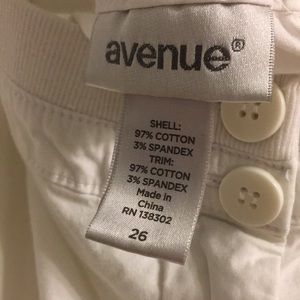 avenue®
SHELL:
97% COTTON
3% SPANDEX
TRIM:
97% COTTON
3% SPANDEX
Made in
China
RN 138302
26